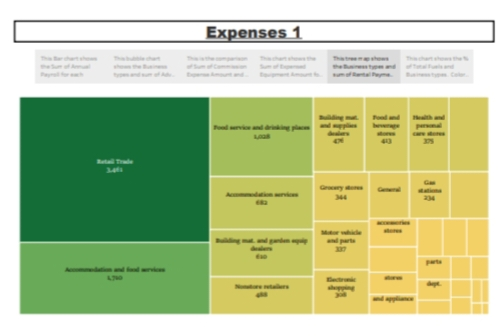 Expenses 1
This Bar chart shows
the Sum of Annual
Payroll for each
This bubble chart
shows the Business
types and sum of Adv...
This is the comparison
of Sum of Commission
Expense Amount and...
This chart shows the
Sum of Expensed
Equipment Amount fo...
This tree map shows
the Business types and
sum of Rental Payme...
This chart shows the %
of Total Fuels and
Business types . Color...
Retail Trade
3,461
Accommodation and food services
1,710
Food service and drinking places
1,028
Accommodation services
682
Building mat. and garden equip
dealers
610
Nonstore retailers
488
Building mat.
and supplies
dealers
476
Food and
beverage
stores
413
Health and
personal
care stores
375
Grocery stores
344
General
Gas
stations
234
Motor vehicle
and parts
337
accessories
stores
Electronic
shopping
308
stores
and appliance
parts
dept.